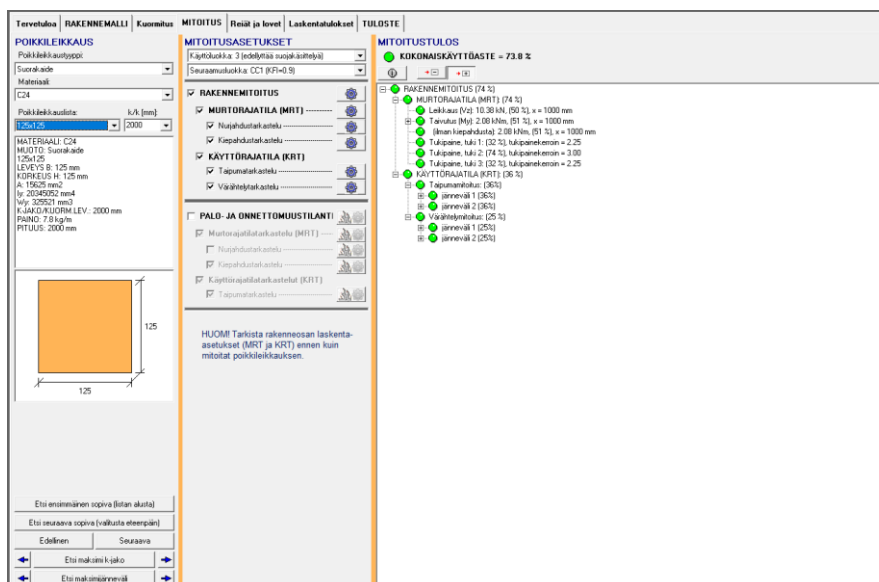 Tervetuloa RAKENNEMALLI Kuormitus MITOITUS Reiät ja lovet Laskentatulokset TULOSTE
POIKKILEIKKAUS
Poikkileikkaustyyppi:
Suorakaide
Materiaali:
C24
Poikkileikkauslista: k/k [mm]:
125x125 2000
MATERIAALI: C24
MUOTO: Suorakaide
125x125
LEVEYS B: 125 mm
KORKEUS H: 125 mm
A: 15625 mm2
Iy: 20345052 mm4
Wy: 325521 mm3
K-JAKO/KUORM.LEV.: 2000 mm
PAINO: 7.8 kg/m
PITUUS: 2000 mm
125
125
Etsi ensimmäinen sopiva (listan alusta)
Etsi seuraava sopiva (valitusta eteenpäin)
Edellinen Seuraava
Etsi maksimi k-jako
Etsi maksimijänneväli
MITOITUSASETUKSET
Käyttöluokka: 3 (edellyttää suojakäsittelyä)
Seuraamusluokka: CC1 (KFI=0.9)
RAKENNEMITOITUS
MURTORAJATILA (MRT)
Nurjahdustarkastelu
Kiepahdustarkastelu
KÄYTTÖRAJATILA (KRT)
Taipumatarkastelu
Värähtelytarkastelu
PALO- JA ONNETTOMUUSTILANTI
Murtorajatilatarkastelu (MRT)
Nurjahdustarkastelu
Kiepahdustarkastelu
Käyttörajatilatarkastelut (KRT)
Taipumatarkastelu
HUOM! Tarkista rakenneosan laskenta-
asetukset (MRT ja KRT) ennen kuin
mitoitat poikkileikkauksen.
MITOITUSTULOS
KOKONAISKÄYTTÖASTE = 73.8 %
RAKENNEMITOITUS (74 %)
MURTORAJATILA (MRT): (74 %)
Leikkaus (Vz): 10.38 kN, (50 %), x = 1000 mm
Taivutus (My): 2.08 kNm, (51 %), x = 1000 mm
(ilman kiepahdusta): 2.08 kNm, (51 %), x = 1000 mm
Tukipaine, tuki 1: (32 %), tukipainekerroin = 2.25
Tukipaine, tuki 2: (74 %), tukipainekerroin = 3.00
Tukipaine, tuki 3: (32 %), tukipainekerroin = 2.25
KÄYTTÖRAJATILA (KRT): (36 %)
Taipumamitoitus: (36%)
jänneväli 1 (36%)
jänneväli 2 (36%)
Värähtelymitoitus: (25 %)
jänneväli 1 (25%)
jänneväli 2 (25%)